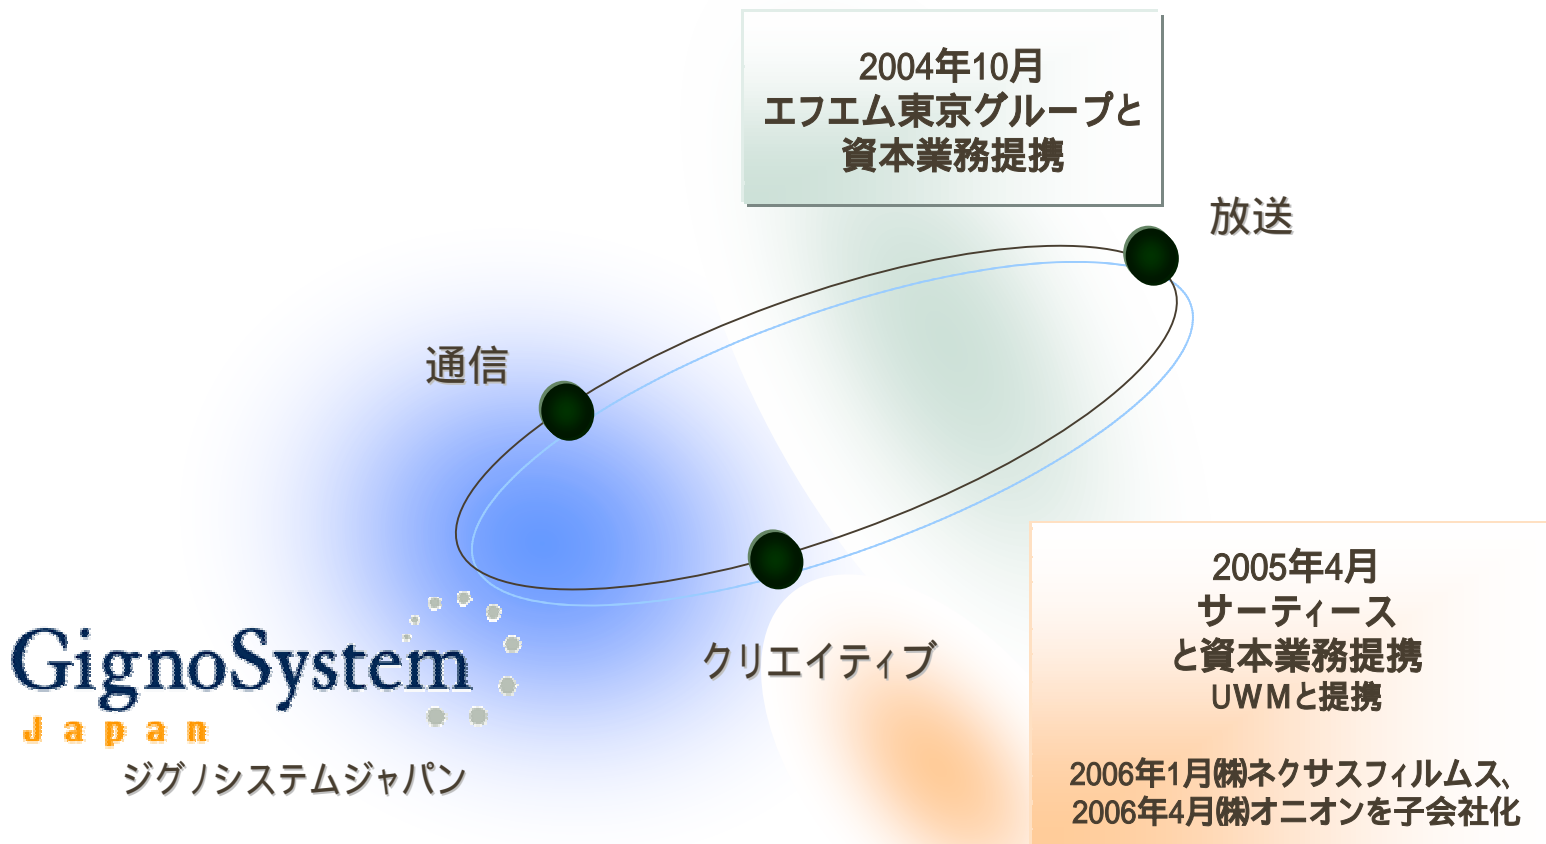 2004年10月
エフエム東京グループと
資本業務提携
放送
通信
2005年4月
サーティース
と資本業務提携
UWMと提携
2006年1月㈱ネクサスフィルムス、
2006年4月㈱オニオンを子会社化
クリエイティブ
GignoSystem
Japan
ジグノシステムジャパン